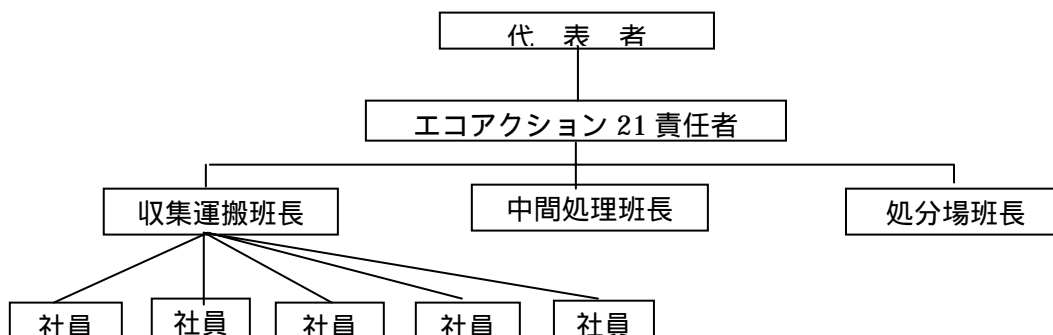 代 表 者
エコアクション 21 責任者
収集運搬班長 中間処理班長 処分場班長
社員 社員 社員 社員 社員